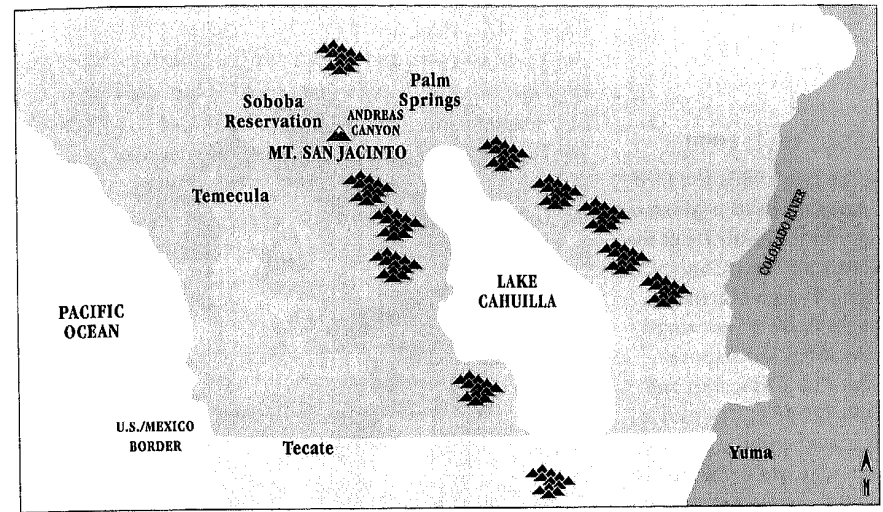 Palm
Springs
Soboba
Reservation
ANDREAS
CANYON
MT. SAN JACINTO
Temecula
COLORADO RIVER
LAKE
CAHUILLA
PACIFIC
OCEAN
U.S./MEXICO
BORDER
Tecate
Yuma
N